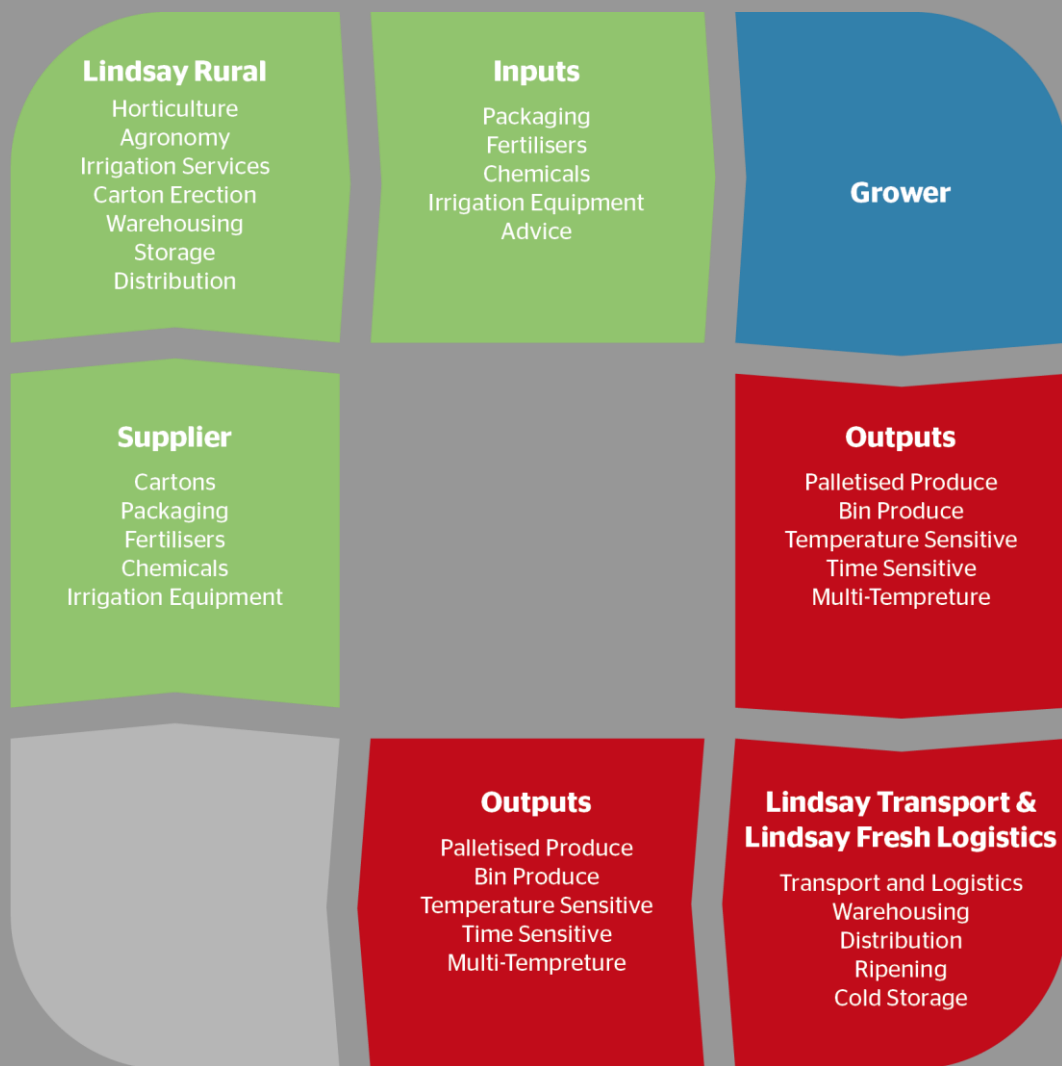 Lindsay Rural
Horticulture
Agronomy
Irrigation Services
Carton Erection
Warehousing
Storage
Distribution
Inputs
Packaging
Fertilisers
Chemicals
Irrigation Equipment
Advice
Grower
Supplier
Cartons
Packaging
Fertilisers
Chemicals
Irrigation Equipment
Outputs
Palletised Produce
Bin Produce
Temperature Sensitive
Time Sensitive
Multi-Tempreture
Outputs
Palletised Produce
Bin Produce
Temperature Sensitive
Time Sensitive
Multi-Tempreture
Lindsay Transport &
Lindsay Fresh Logistics
Transport and Logistics
Warehousing
Distribution
Ripening
Cold Storage